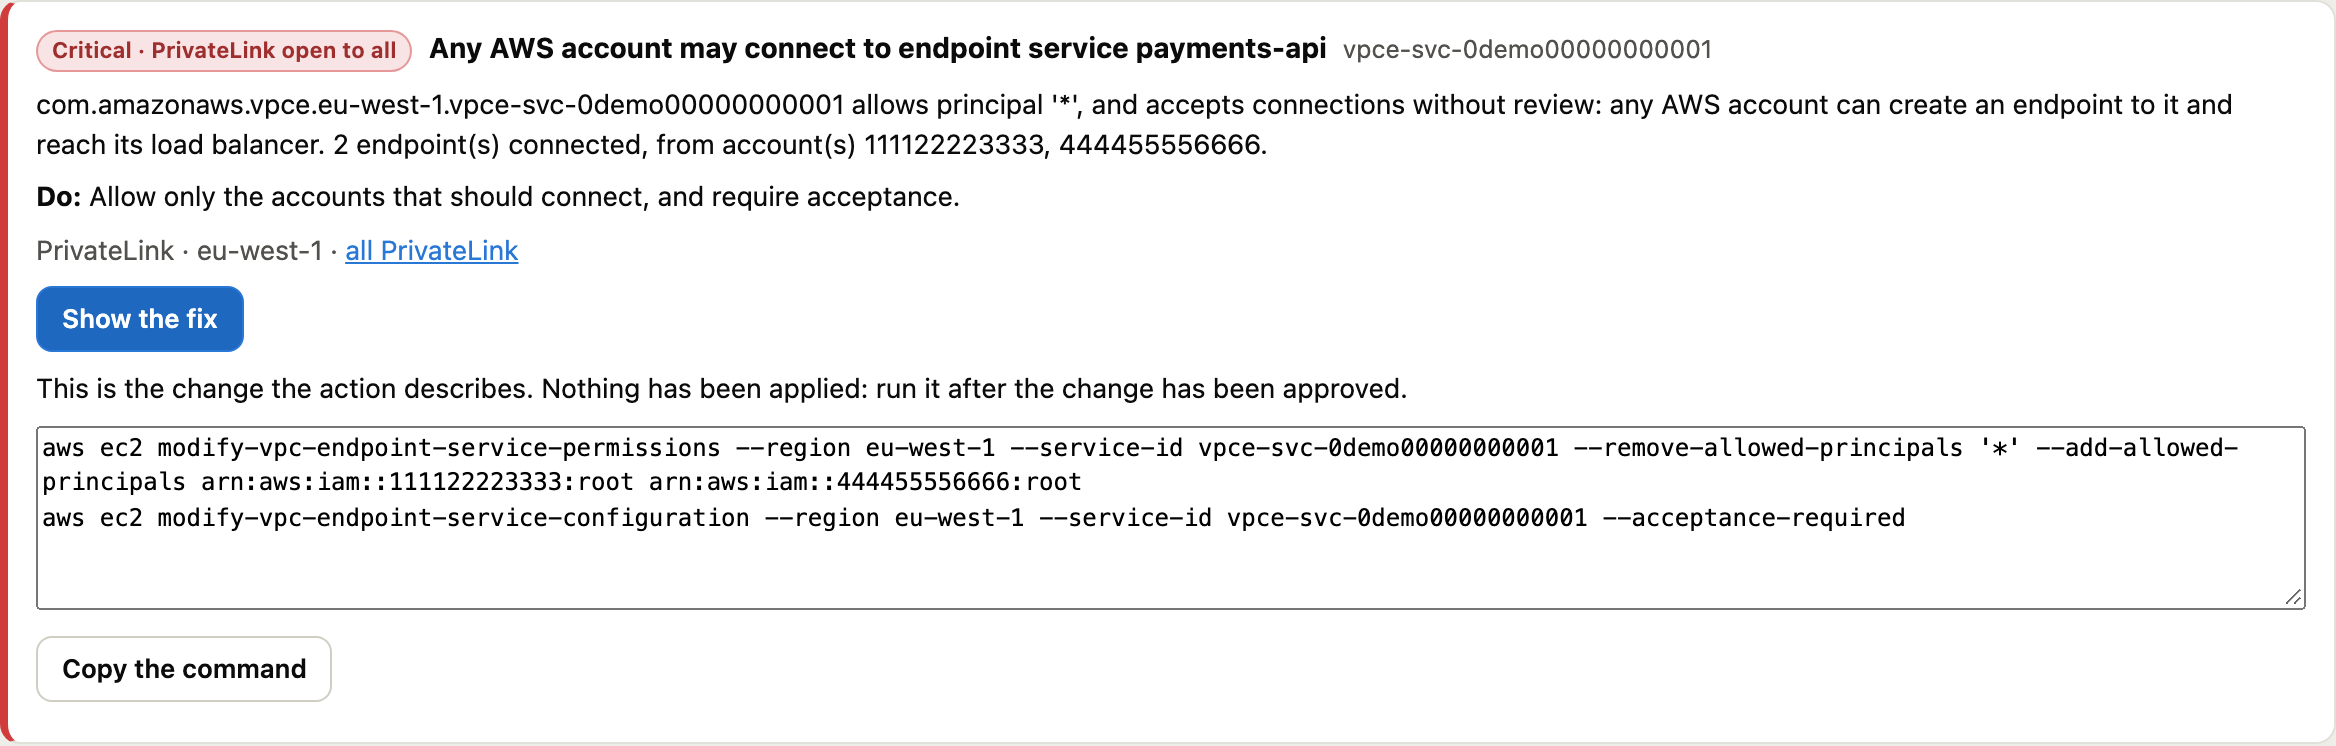 Critical · PrivateLink open to all Any AWS account may connect to endpoint service payments-api vpce-svc-0demo00000000001
com.amazonaws.vpce.eu-west-1.vpce-svc-0demo00000000001 allows principal '*', and accepts connections without review: any AWS account can create an endpoint to it and
reach its load balancer. 2 endpoint(s) connected, from account(s) 111122223333, 444455556666.
Do: Allow only the accounts that should connect, and require acceptance.
PrivateLink · eu-west-1 · all PrivateLink
Show the fix
This is the change the action describes. Nothing has been applied: run it after the change has been approved.
aws ec2 modify-vpc-endpoint-service-permissions --region eu-west-1 --service-id vpce-svc-0demo00000000001 --remove-allowed-principals '*' --add-allowed-
principals arn:aws:iam::111122223333:root arn:aws:iam::444455556666:root
aws ec2 modify-vpc-endpoint-service-configuration --region eu-west-1 --service-id vpce-svc-0demo00000000001 --acceptance-required
Copy the command